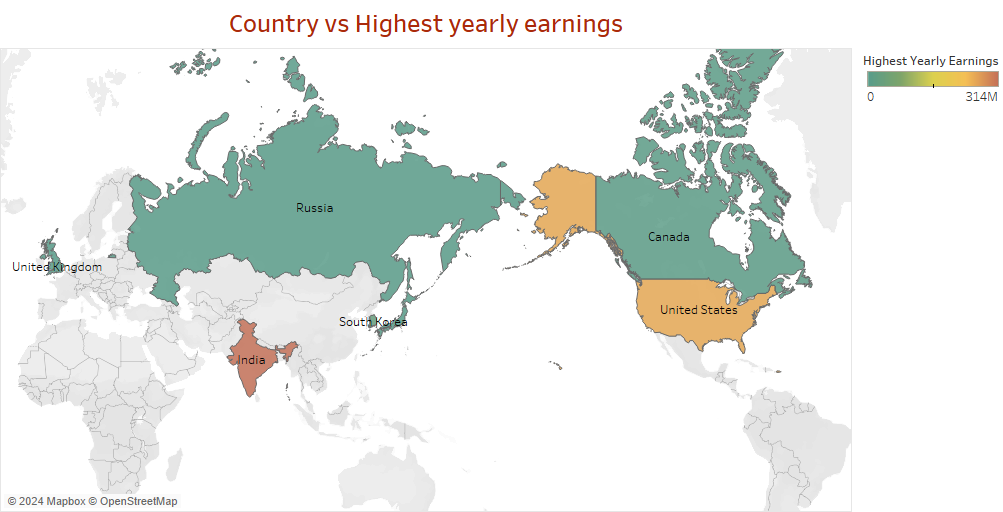 Country vs Highest yearly earnings
Highest Yearly Earnings
0
314M
Russia
Canada
United Kingdom
United States
South Korea
India
© 2024 Mapbox © OpenStreetMap